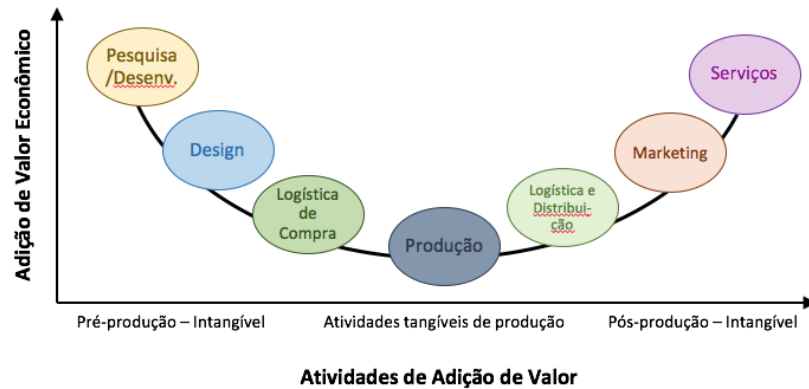 Adição de Valor Econômico
Pesquisa
/Desenv.
Design
Logística
de
Compra
Produção
Logística e
Distribui-
ção
Marketing
Serviços
Pré-produção – Intangível
Atividades tangíveis de produção
Pós-produção – Intangível
Atividades de Adição de Valor